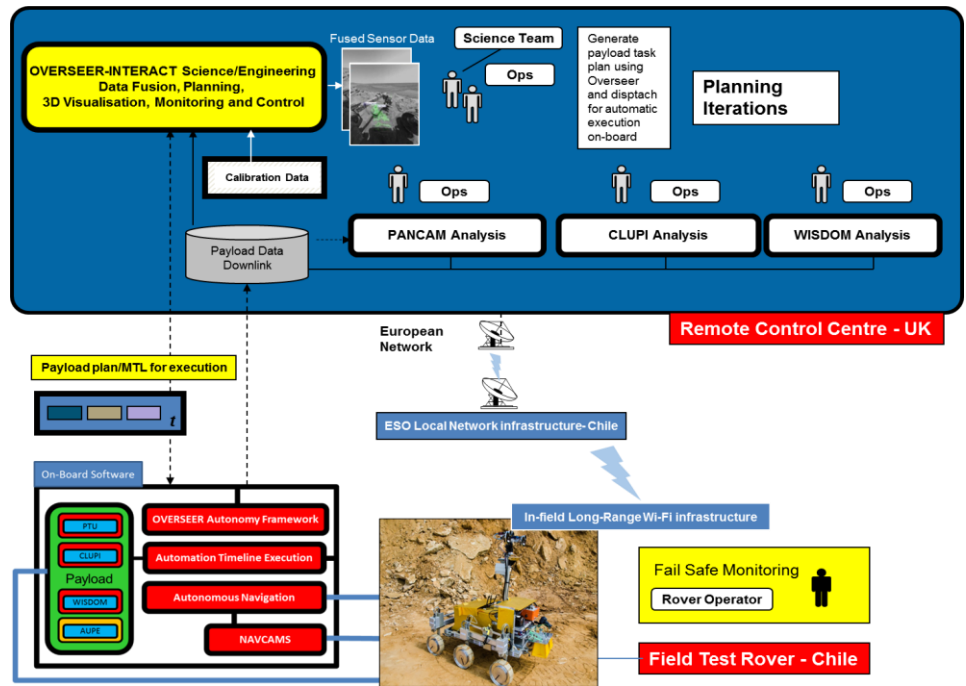 OVERSEER-INTERACT Science/Engineering
Data Fusion, Planning,
3D Visualisation, Monitoring and Control
Fused Sensor Data
Science Team
Ops
Generate
payload task
plan using
Overseer
and disptach
for automatic
execution
on-board
Planning
Iterations
Calibration Data
Ops
Ops
Ops
PANCAM Analysis
CLUPI Analysis
WISDOM Analysis
Payload Data
Downlink
European
Network
Remote Control Centre - UK
Payload plan/MTL for execution
t
ESO Local Network infrastructure- Chile
On-Board Software
In-field Long-Range Wi-Fi infrastructure
PTU
CLUPI
Payload
WISDOM
AUPE
OVERSEER Autonomy Framework
Automation Timeline Execution
Autonomous Navigation
NAVCAMS
Fail Safe Monitoring
Rover Operator
Field Test Rover - Chile